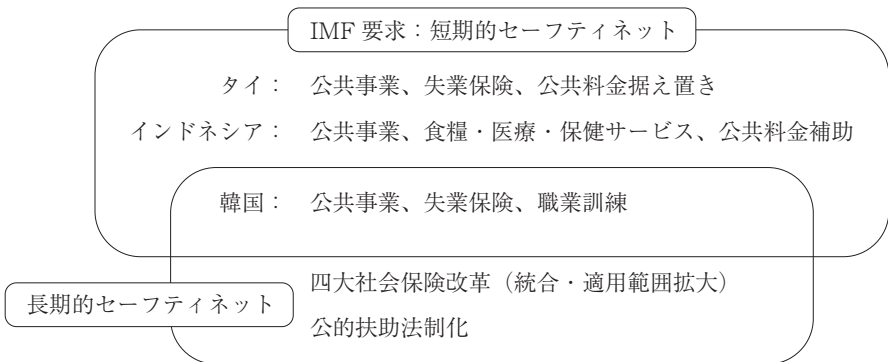 IMF 要求：短期的セーフティネット
タイ： 公共事業、失業保険、公共料金据え置き
インドネシア： 公共事業、食糧・医療・保健サービス、公共料金補助
韓国： 公共事業、失業保険、職業訓練
四大社会保険改革（統合・適用範囲拡大）
長期的セーフティネット
公的扶助法制化